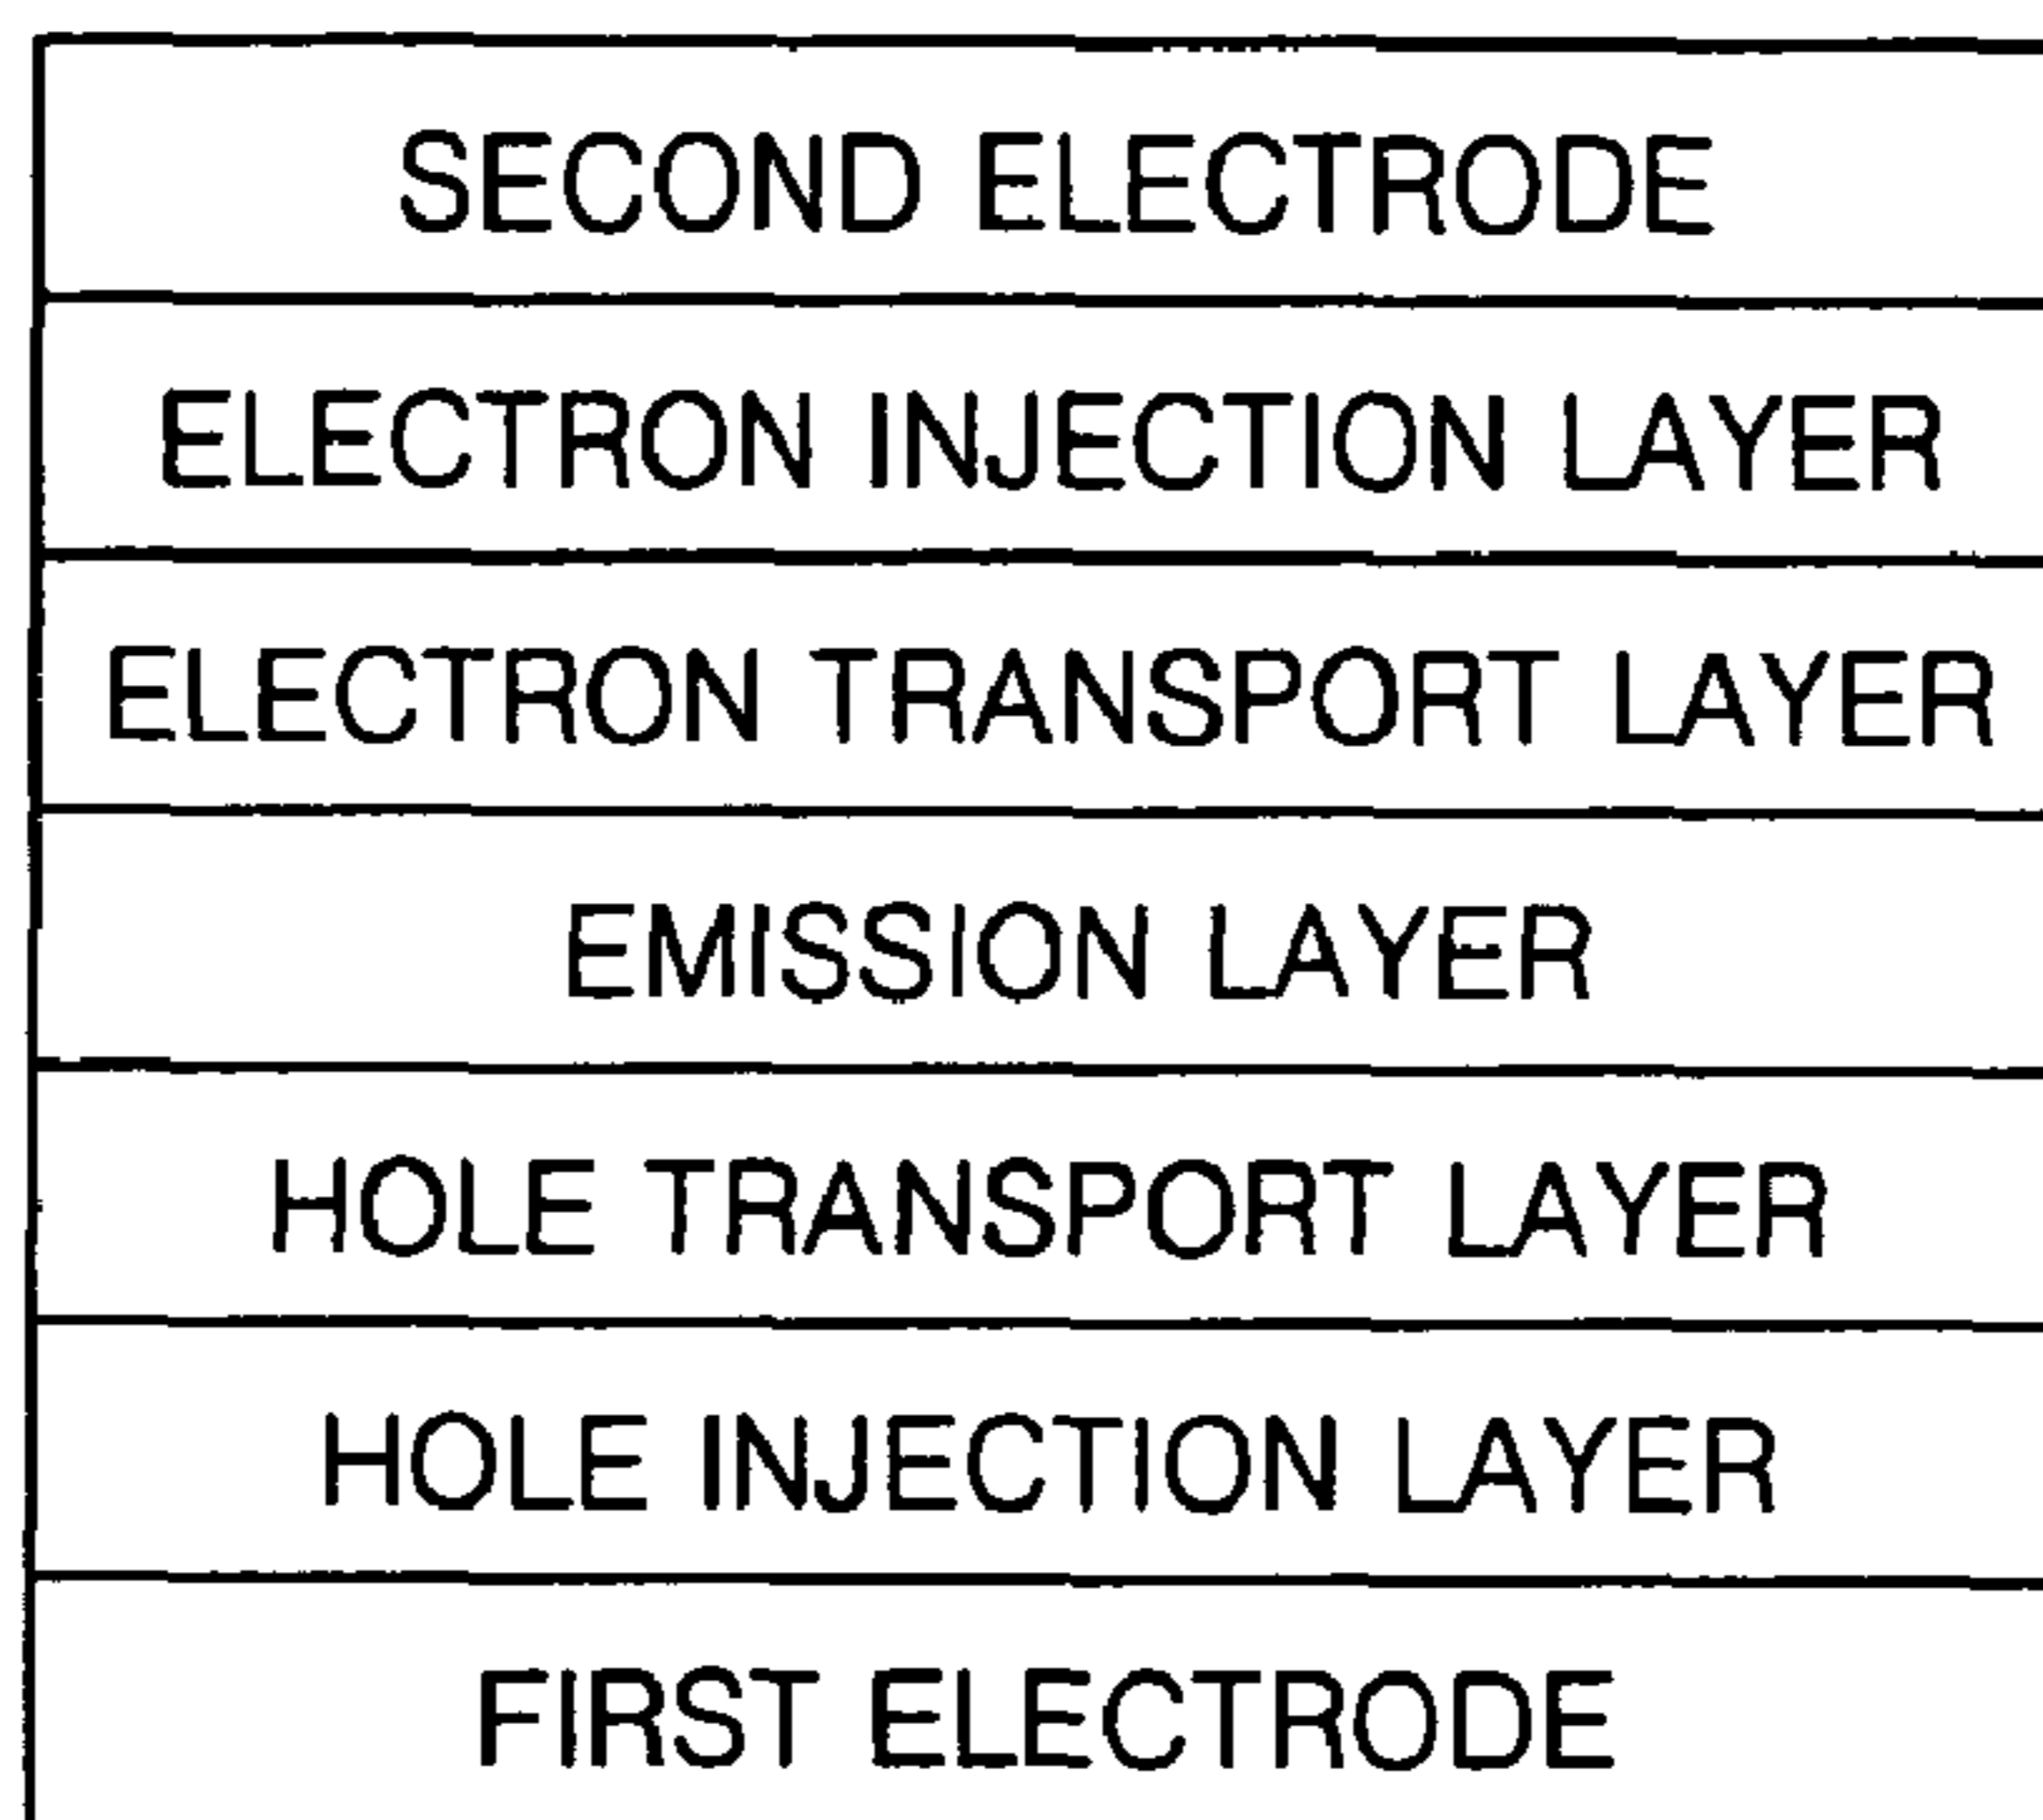 SECOND ELECTRODE
ELECTRON INJECTION LAYER
ELECTRON TRANSPORT LAYER
EMISSION LAYER
HOLE TRANSPORT LAYER
HOLE INJECTION LAYER
FIRST ELECTRODE